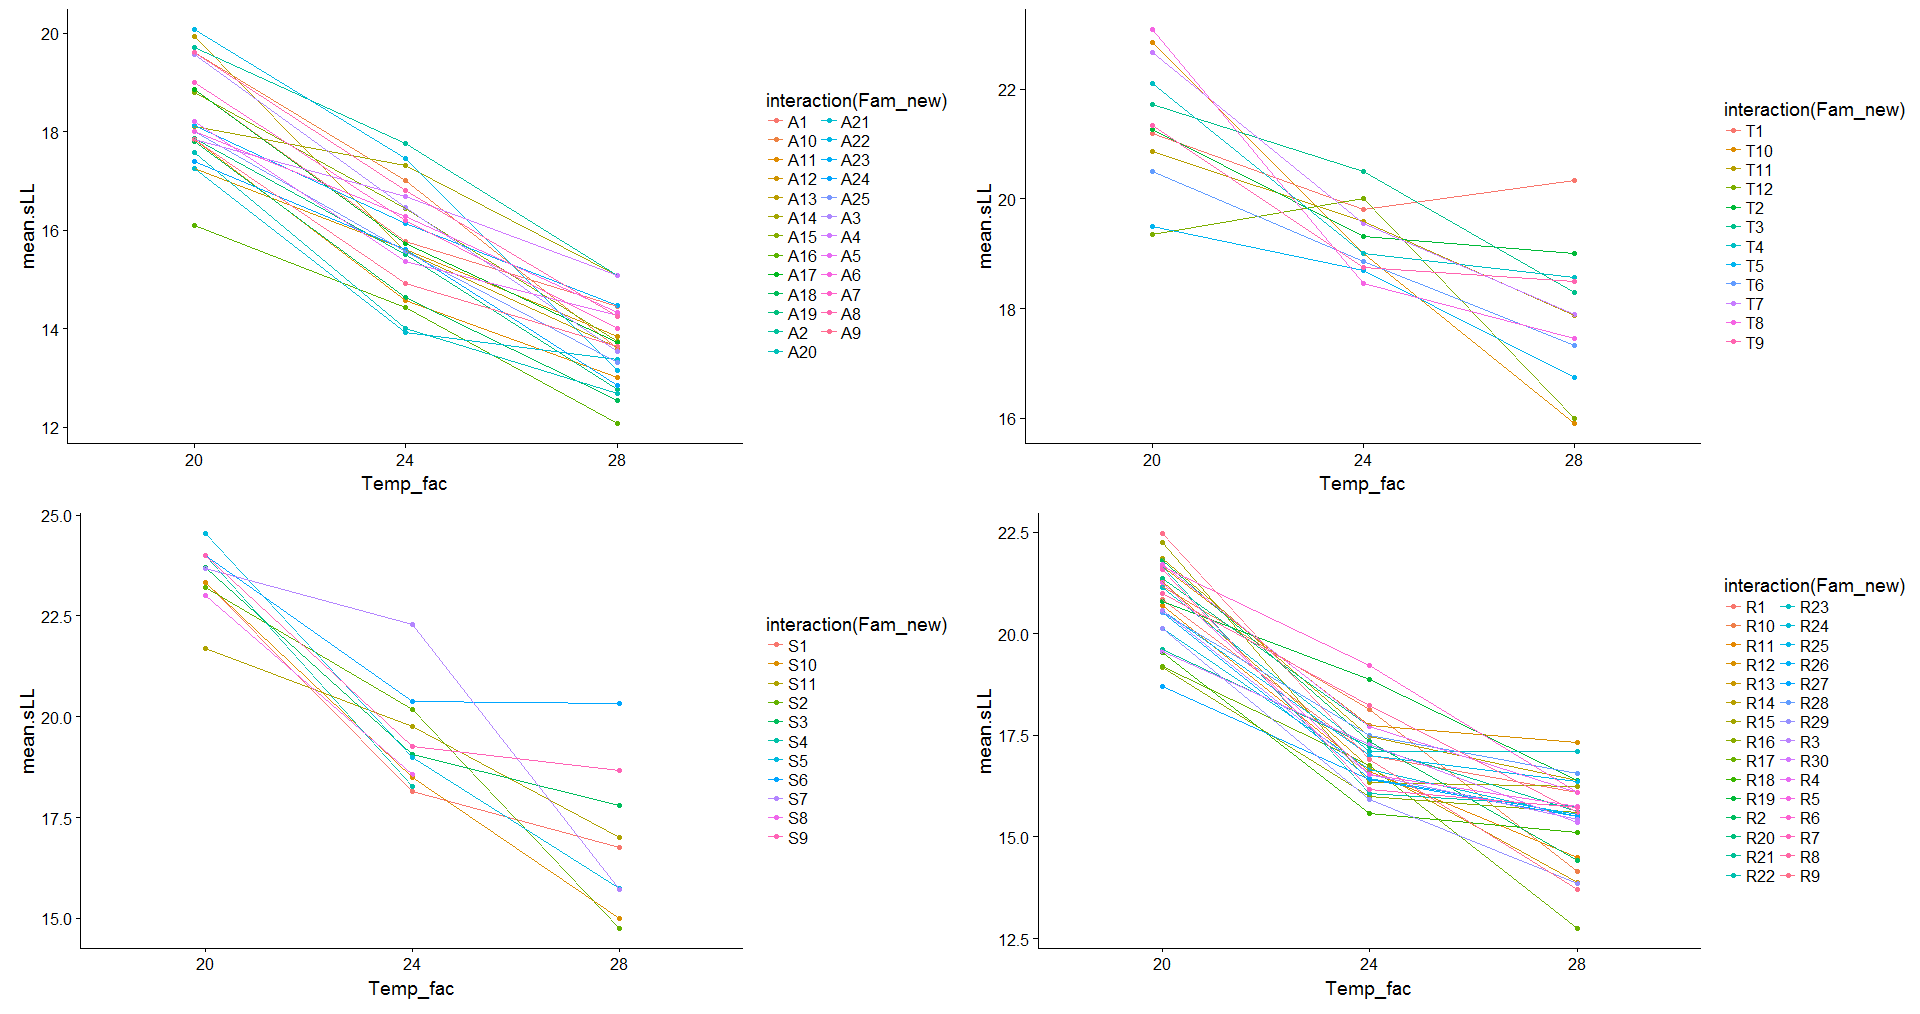 20
18
16
14
12
mean.sLL
20 24 28
Temp_fac
interaction(Fam_new)
A1 A21
A10 A22
A11 A23
A12 A24
A13 A25
A14 A3
A15 A4
A16 A5
A17 A6
A18 A7
A19 A8
A2 A9
A20
22
20
18
16
mean.sLL
20 24 28
Temp_fac
interaction(Fam_new)
T1
T10
T11
T12
T2
T3
T4
T5
T6
T7
T8
T9
25.0
22.5
20.0
17.5
15.0
mean.sLL
20 24 28
Temp_fac
interaction(Fam_new)
S1
S10
S11
S2
S3
S4
S5
S6
S7
S8
S9
22.5
20.0
17.5
15.0
12.5
mean.sLL
20 24 28
Temp_fac
interaction(Fam_new)
R1 R23
R10 R24
R11 R25
R12 R26
R13 R27
R14 R28
R15 R29
R16 R3
R17 R30
R18 R4
R19 R5
R2 R6
R20 R7
R21 R8
R22 R9